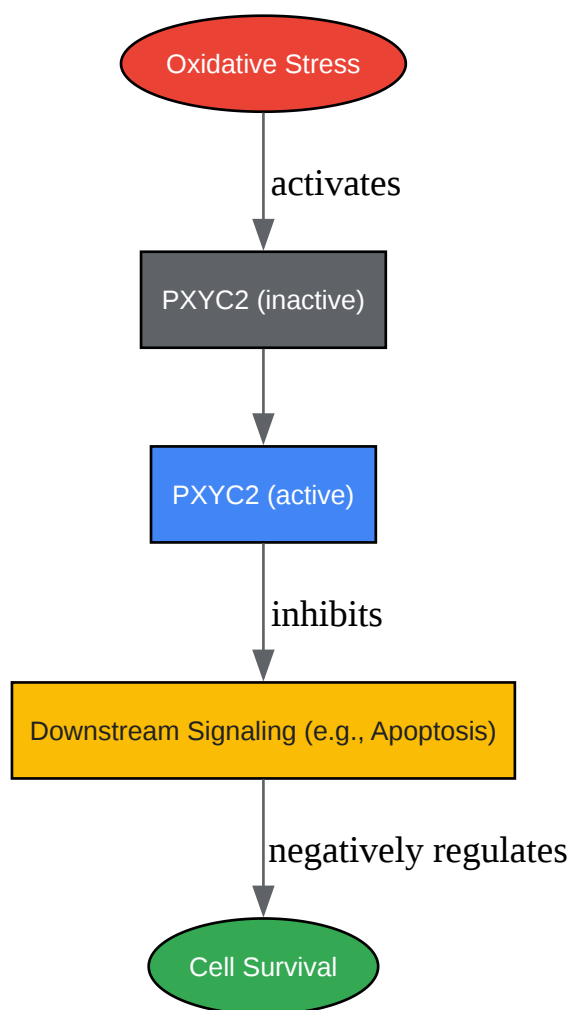 Oxidative Stress
activates
PXYC2 (inactive)
PXYC2 (active)
inhibits
Downstream Signaling (e.g., Apoptosis)
negatively regulates
Cell Survival